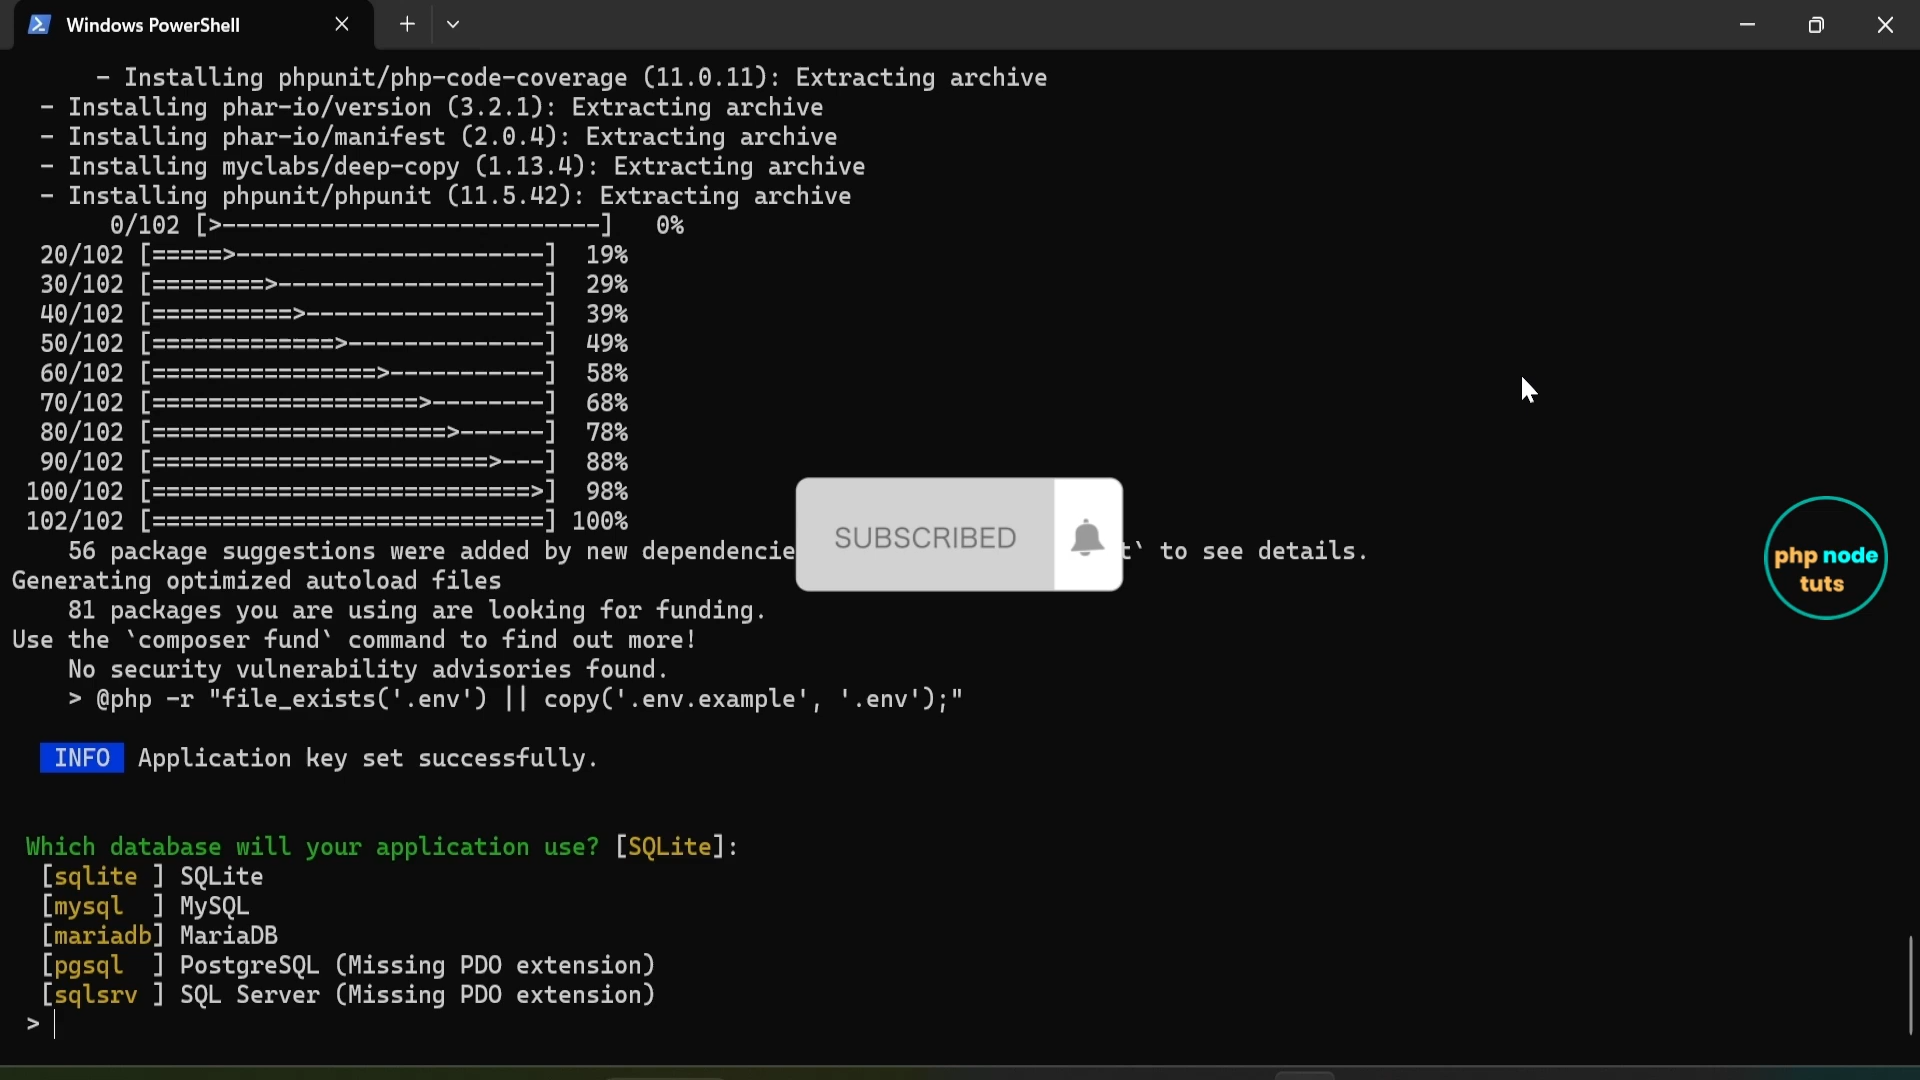 Windows PowerShell
- Installing phpunit/php-code-coverage (11.0.11): Extracting archive
- Installing phar-io/version (3.2.1): Extracting archive
- Installing phar-io/manifest (2.0.4): Extracting archive
- Installing myclabs/deep-copy (1.13.4): Extracting archive
- Installing phpunit/phpunit (11.5.42): Extracting archive
0/102 [>---------------------------]   0%
20/102 [=====>----------------------]  19%
30/102 [========>-------------------]  29%
40/102 [==========>-----------------]  39%
50/102 [=============>--------------]  49%
60/102 [================>-----------]  58%
70/102 [===================>--------]  68%
80/102 [=====================>------]  78%
90/102 [========================>---]  88%
100/102 [===========================>]  98%
102/102 [============================] 100%
56 package suggestions were added by new dependencie t` to see details.
SUBSCRIBED
Generating optimized autoload files
81 packages you are using are looking for funding.
Use the `composer fund` command to find out more!
No security vulnerability advisories found.
> @php -r "file_exists('.env') || copy('.env.example', '.env');"
INFO Application key set successfully.
Which database will your application use? [SQLite]:
[sqlite ] SQLite
[mysql  ] MySQL
[mariadb] MariaDB
[pgsql  ] PostgreSQL (Missing PDO extension)
[sqlsrv ] SQL Server (Missing PDO extension)
>
php node
tuts